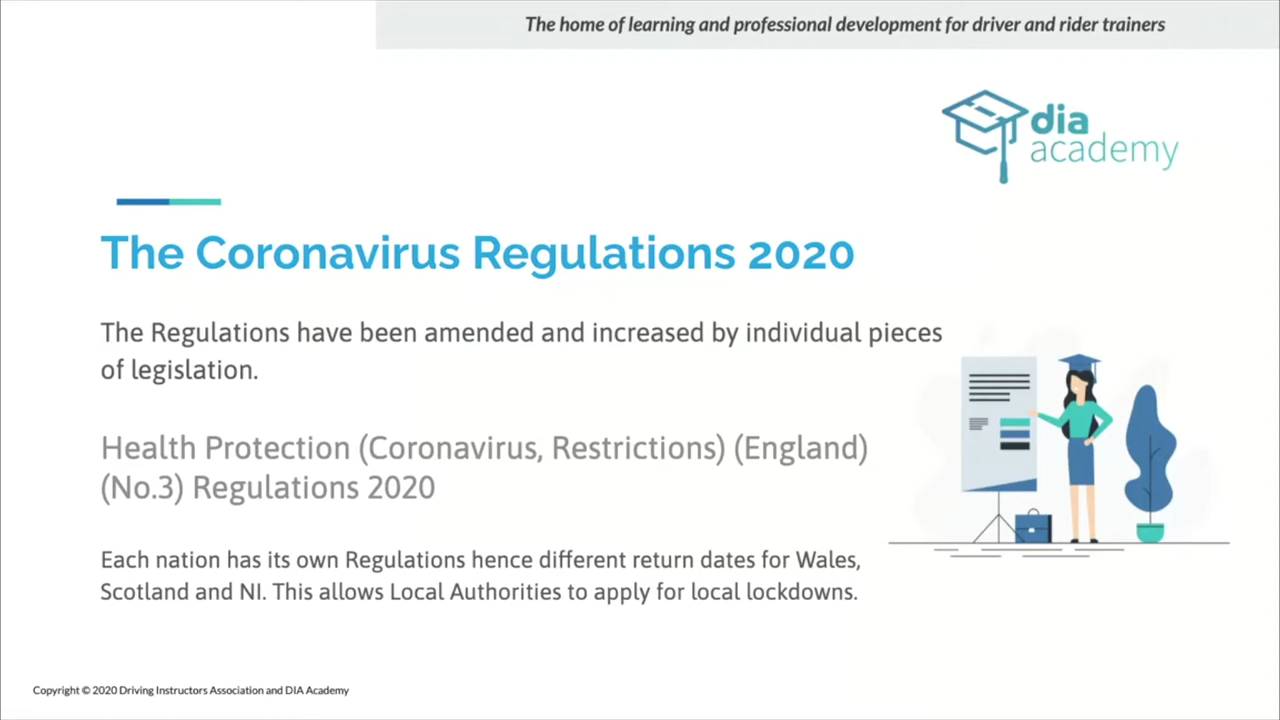 The home of learning and professional development for driver and rider trainers
dia
academy
The Coronavirus Regulations 2020
The Regulations have been amended and increased by individual pieces
of legislation.
Health Protection (Coronavirus, Restrictions) (England)
(No.3) Regulations 2020
Each nation has its own Regulations hence different return dates for Wales,
Scotland and NI. This allows Local Authorities to apply for local lockdowns.
Copyright © 2020 Driving Instructors Association and DIA Academy